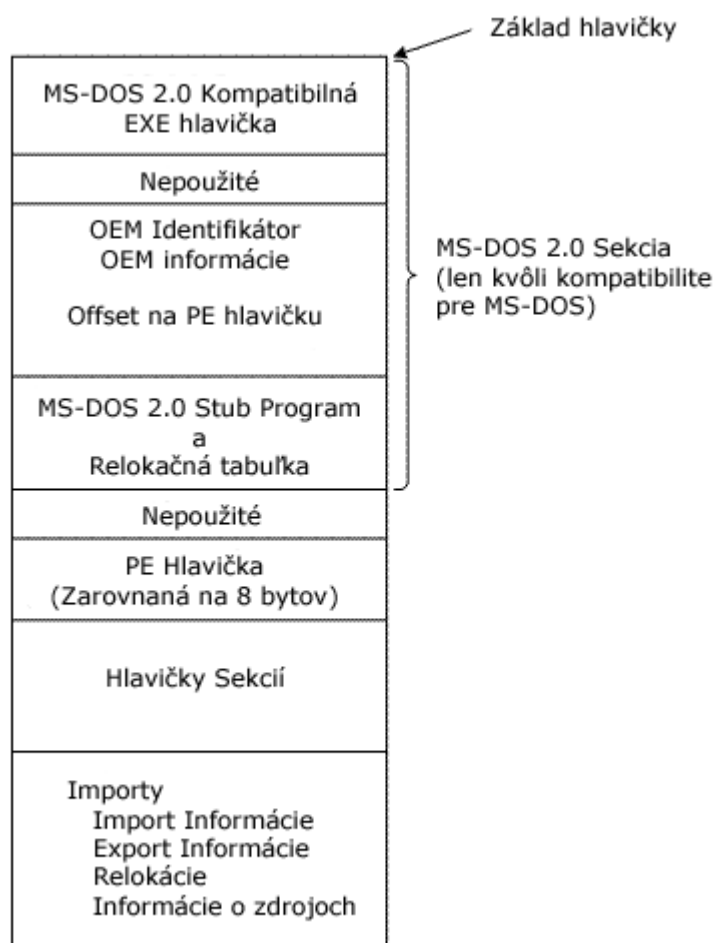 Základ hlavičky
MS-DOS 2.0 Kompatibilná
EXE hlavička
Nepoužité
OEM Identifikátor
OEM informácie
Offset na PE hlavičku
MS-DOS 2.0 Sekcia
(len kvôli kompatibilite
pre MS-DOS)
MS-DOS 2.0 Stub Program
a
Relokačná tabuľka
Nepoužité
PE Hlavička
(Zarovnaná na 8 bytov)
Hlavičky Sekcií
Importy
Import Informácie
Export Informácie
Relokácie
Informácie o zdrojoch